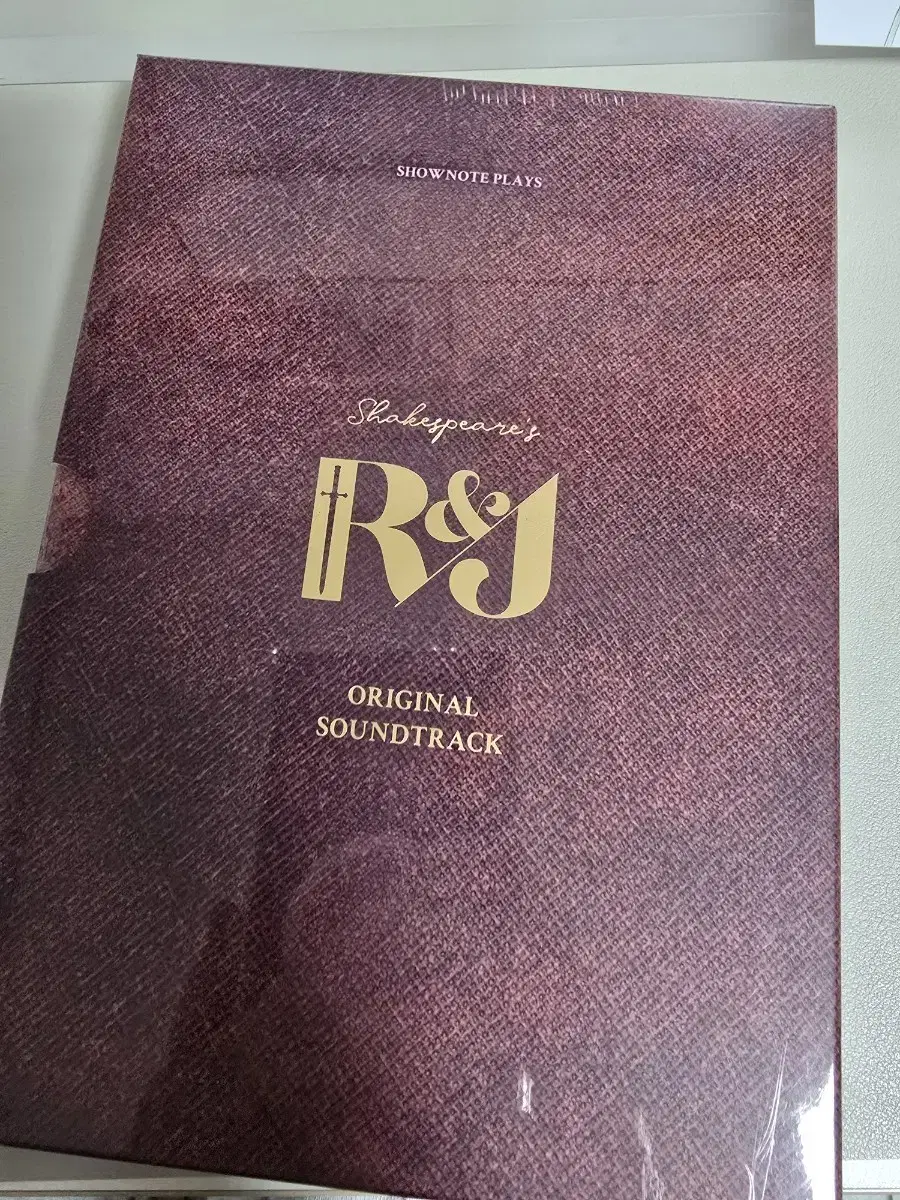 SHOWNOTE PLAYS
Shakespeare's
R&J
ORIGINAL
SOUNDTRACK